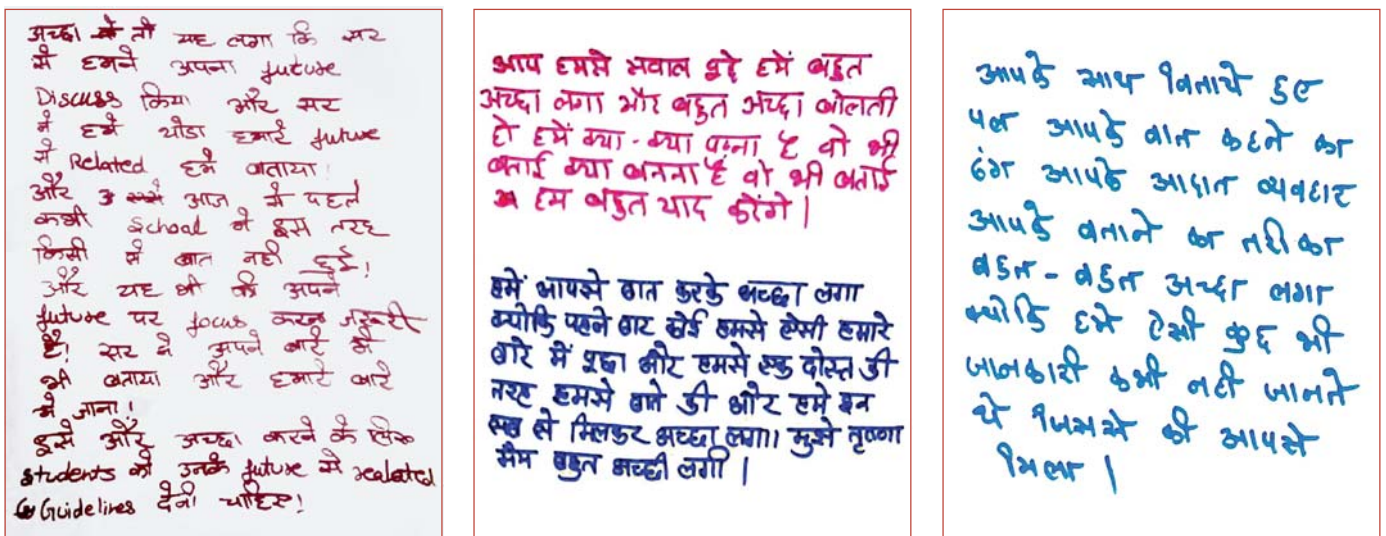 अच्छा तो यह लगा कि सर
से हमने अपना future
Discuss किया और सर
ने हमे थोडा हमारे future
से Related हमे बताया!
और आज से पहले
कभी School मे इस तरह
किसी से बात नही हुई!
और यह भी की अपने
future पर focus करना जरूरी
है! सर ने अपने बारे मे
भी बताया और हमारे बारे
मे जाना!
इसे और अच्छा करने के लिए
students को उनके future से realated
Guidelines देनी चाहिए!
आप हमसे सवाल पूछे हमें बहुत
अच्छा लगा और बहुत अच्छा बोलती
हो हमें क्या-क्या है वो भी
बताई क्या बनना है वो भी बताई
हम बहुत याद करेंगे।
हमें आपसे बात करके अच्छा लगा
क्योकि पहले बार कोई हमसे ऐसी हमारे
बारे में पूछा और हमसे एक दोस्त की
तरह हमसे बाते की और हमे इन
सब से मिलकर अच्छा लगा। मुझे तृष्णा
मैम बहुत अच्छी लगी।
आपके साथ बिताये हुए
पल आपके बात कहने का
ढंग आपके आदात व्यवहार
आपके बताने का तरीका
बहुत-बहुत अच्छा लगा
क्योकि हमे ऐसी कुछ भी
जानकारी कभी नही जानते
थे जिससे की आपसे
मिला।